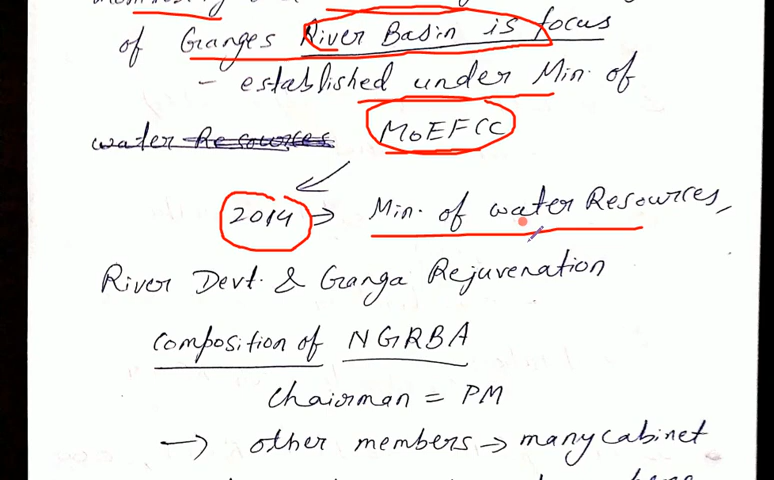 of Ganges River Basin is focus
- established under Min. of
water Resources MoEFCC
2014 → Min. of water Resources,
River Devt. & Ganga Rejuvenation
Composition of NGRBA
Chairman = PM
→ other members → many cabinet